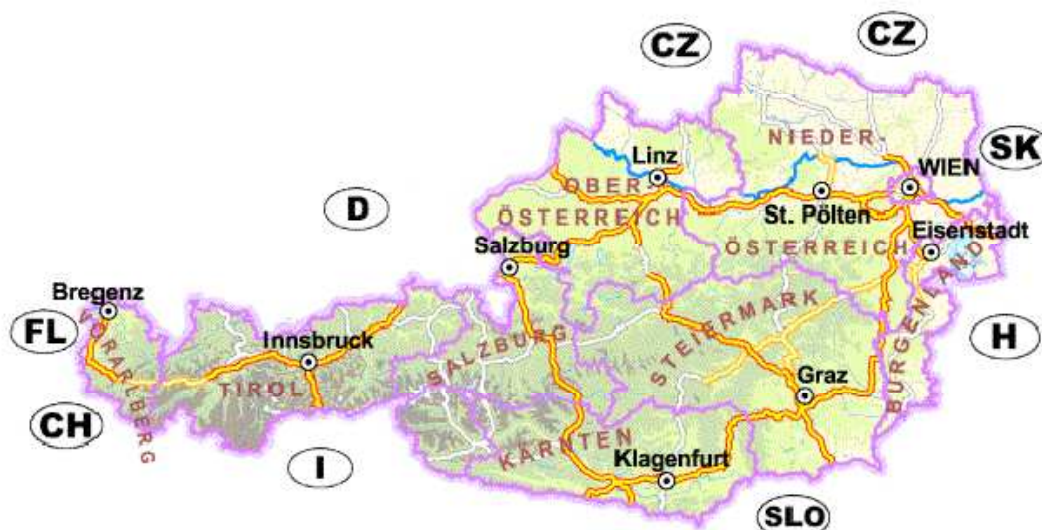 CZ
CZ
NIEDER-
SK
Linz
WIEN
OBER-
D
St. Pölten
ÖSTERREICH
Eisenstadt
Salzburg
ÖSTERREICH
Bregenz
FL
VORARLBERG
Innsbruck
SALZBURG
STEIERMARK
BURGENLAND
H
TIROL
Graz
CH
KÄRNTEN
Klagenfurt
I
SLO